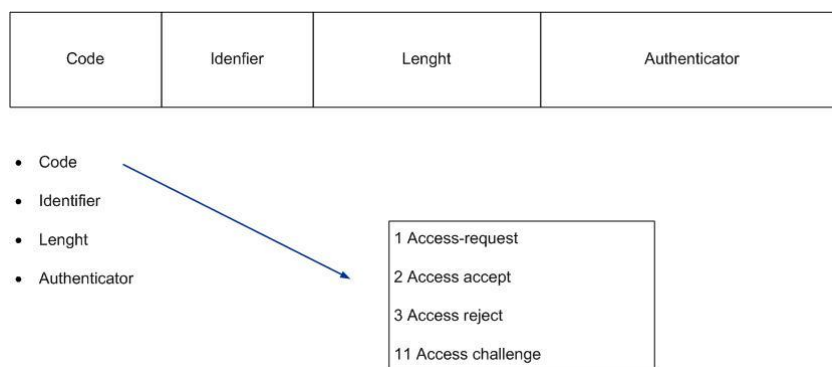 Code Idenfier Lenght Authenticator
Code
Identifier
Lenght
Authenticator
1 Access-request
2 Access accept
3 Access reject
11 Access challenge